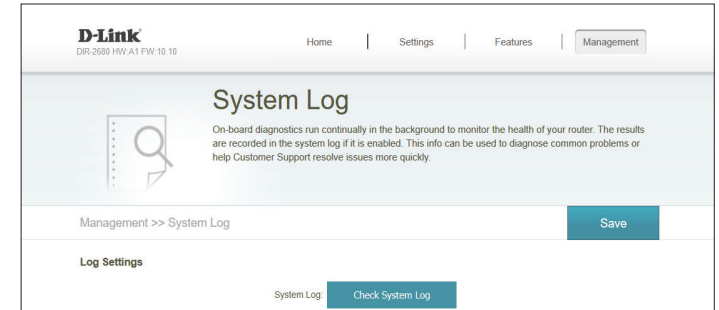 D-Link
DIR-2680 HW:A1 FW:10.10
Home Settings Features Management
System Log
On-board diagnostics run continually in the background to monitor the health of your router. The results
are recorded in the system log if it is enabled. This info can be used to diagnose common problems or
help Customer Support resolve issues more quickly.
Management >> System Log
Save
Log Settings
System Log:
Check System Log